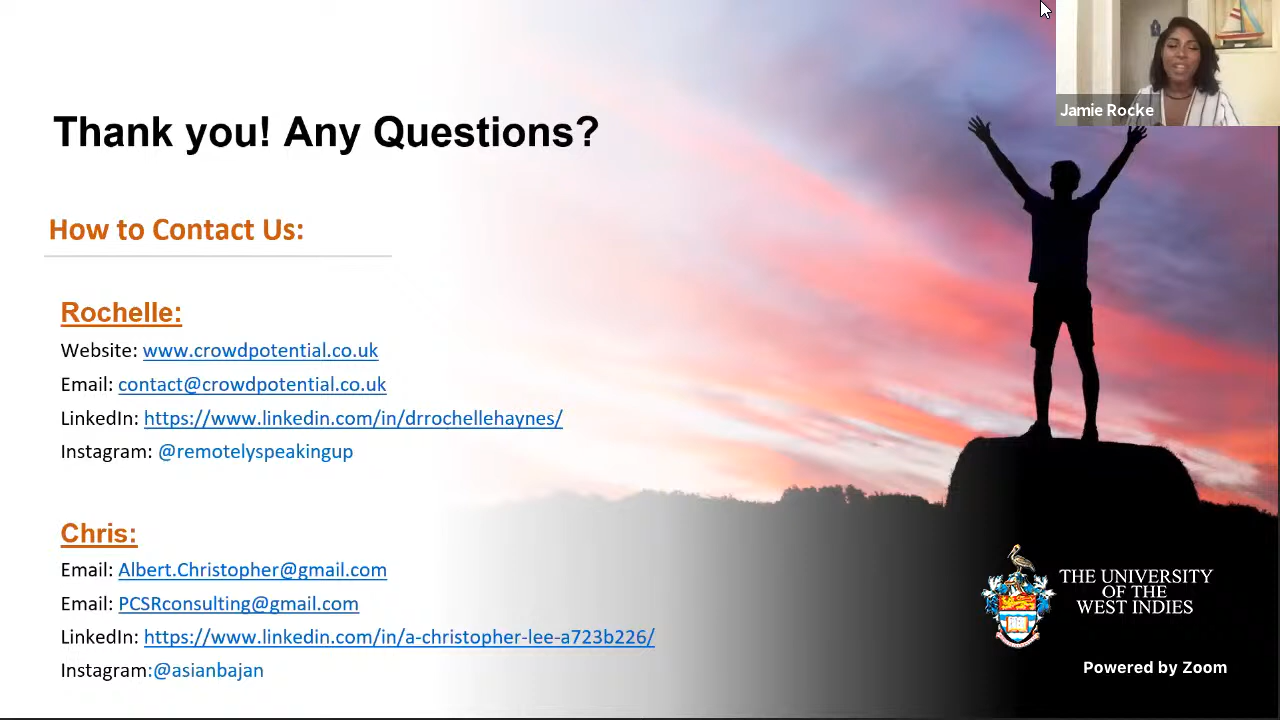 Jamie Rocke
Thank you! Any Questions?
How to Contact Us:
Rochelle:
Website: www.crowdpotential.co.uk
Email: contact@crowdpotential.co.uk
LinkedIn: https://www.linkedin.com/in/drrochellehaynes/
Instagram: @remotelyspeakingup
Chris:
Email: Albert.Christopher@gmail.com
Email: PCSRconsulting@gmail.com
LinkedIn: https://www.linkedin.com/in/a-christopher-lee-a723b226/
Instagram:@asianbajan
THE UNIVERSITY
OF THE
WEST INDIES
Powered by Zoom